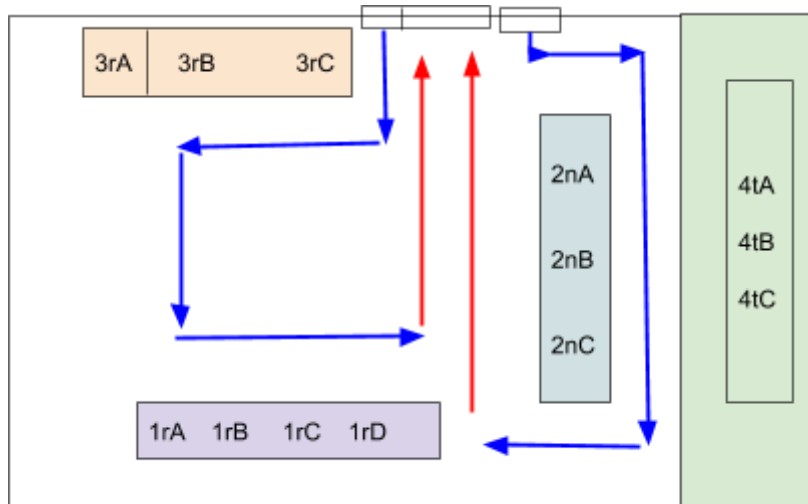 3rA 3rB 3rC
2nA
2nB
2nC
4tA
4tB
4tC
1rA 1rB 1rC 1rD